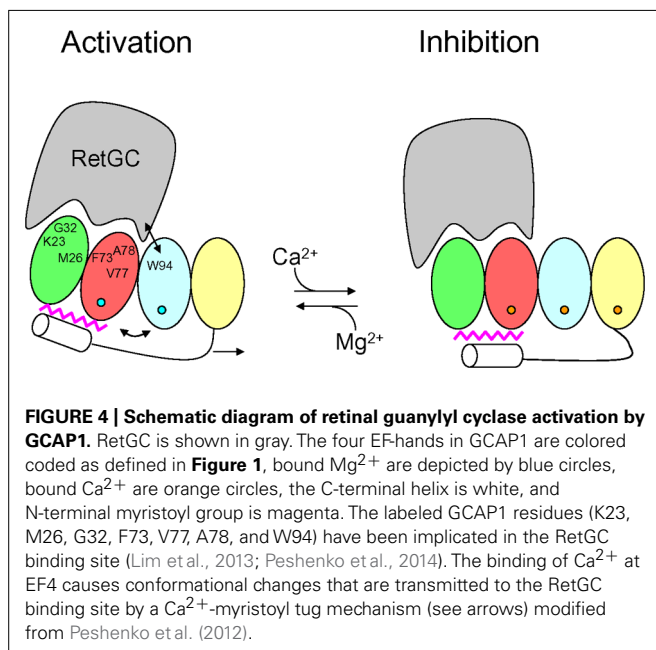 Activation
Inhibition
RetGC
G32
K23
M26
F73
A78
V77
W94
Ca²⁺
Mg²⁺
FIGURE 4 | Schematic diagram of retinal guanylyl cyclase activation by
GCAP1. RetGC is shown in gray. The four EF-hands in GCAP1 are colored
coded as defined in Figure 1, bound Mg²⁺ are depicted by blue circles,
bound Ca²⁺ are orange circles, the C-terminal helix is white, and
N-terminal myristoyl group is magenta. The labeled GCAP1 residues (K23,
M26, G32, F73, V77, A78, and W94) have been implicated in the RetGC
binding site (Lim et al., 2013; Peshenko et al., 2014). The binding of Ca²⁺ at
EF4 causes conformational changes that are transmitted to the RetGC
binding site by a Ca²⁺-myristoyl tug mechanism (see arrows) modified
from Peshenko et al. (2012).